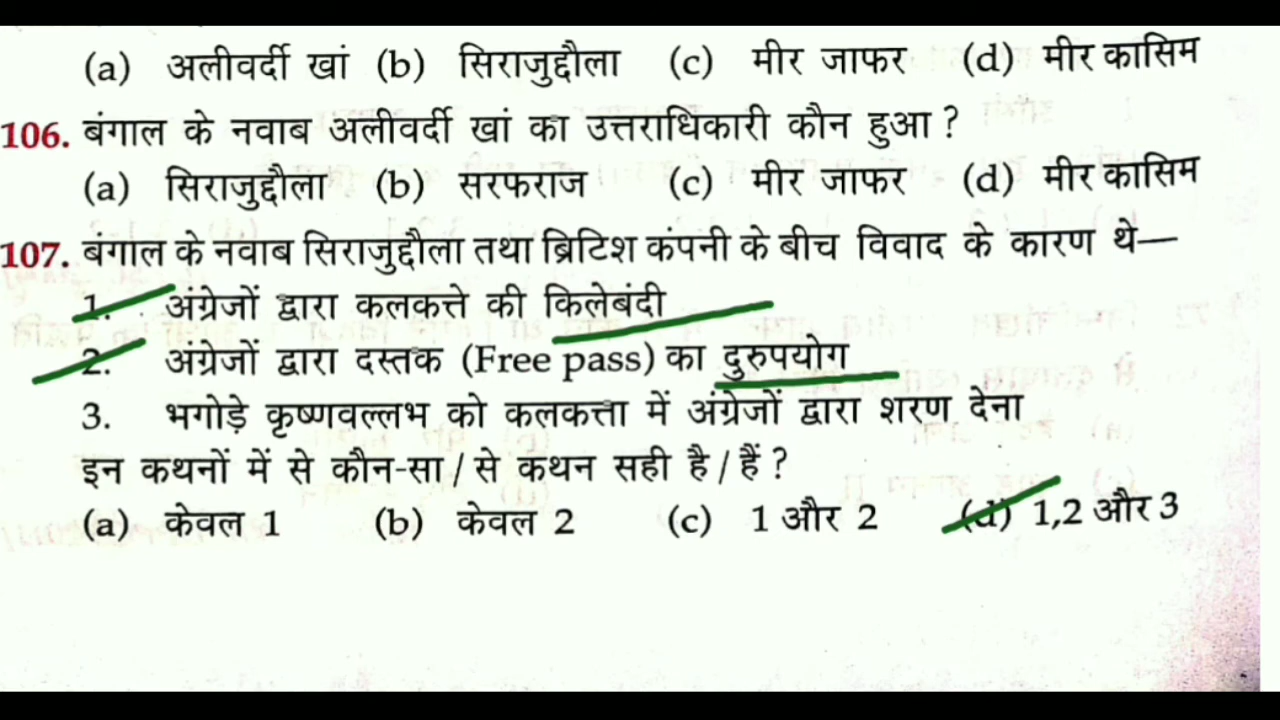 (a) अलीवर्दी खां (b) सिराजुद्दौला (c) मीर जाफर (d) मीर कासिम
106. बंगाल के नवाब अलीवर्दी खां का उत्तराधिकारी कौन हुआ ?
(a) सिराजुद्दौला (b) सरफराज (c) मीर जाफर (d) मीर कासिम
107. बंगाल के नवाब सिराजुद्दौला तथा ब्रिटिश कंपनी के बीच विवाद के कारण थे—
1. अंग्रेजों द्वारा कलकत्ते की किलेबंदी
2. अंग्रेजों द्वारा दस्तक (Free pass) का दुरुपयोग
3. भगोड़े कृष्णवल्लभ को कलकत्ता में अंग्रेजों द्वारा शरण देना
इन कथनों में से कौन-सा / से कथन सही है / हैं ?
(a) केवल 1 (b) केवल 2 (c) 1 और 2 (d) 1,2 और 3